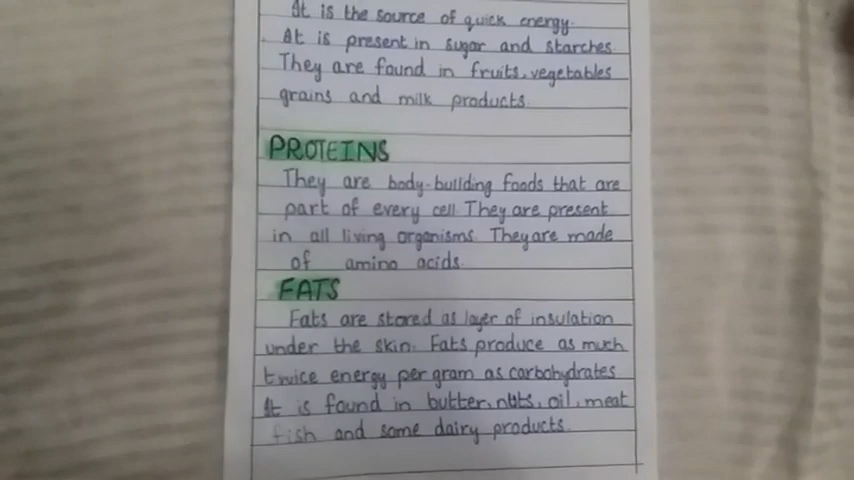 It is the source of quick energy.
It is present in sugar and starches
They are found in fruits, vegetables
grains and milk products.
PROTEINS
They are body-building foods that are
part of every cell. They are present
in all living organisms. They are made
of amino acids.
FATS
Fats are stored as layer of insulation
under the skin. Fats produce as much
twice energy per gram as carbohydrates
It is found in butter, nuts, oil, meat
fish and some dairy products.